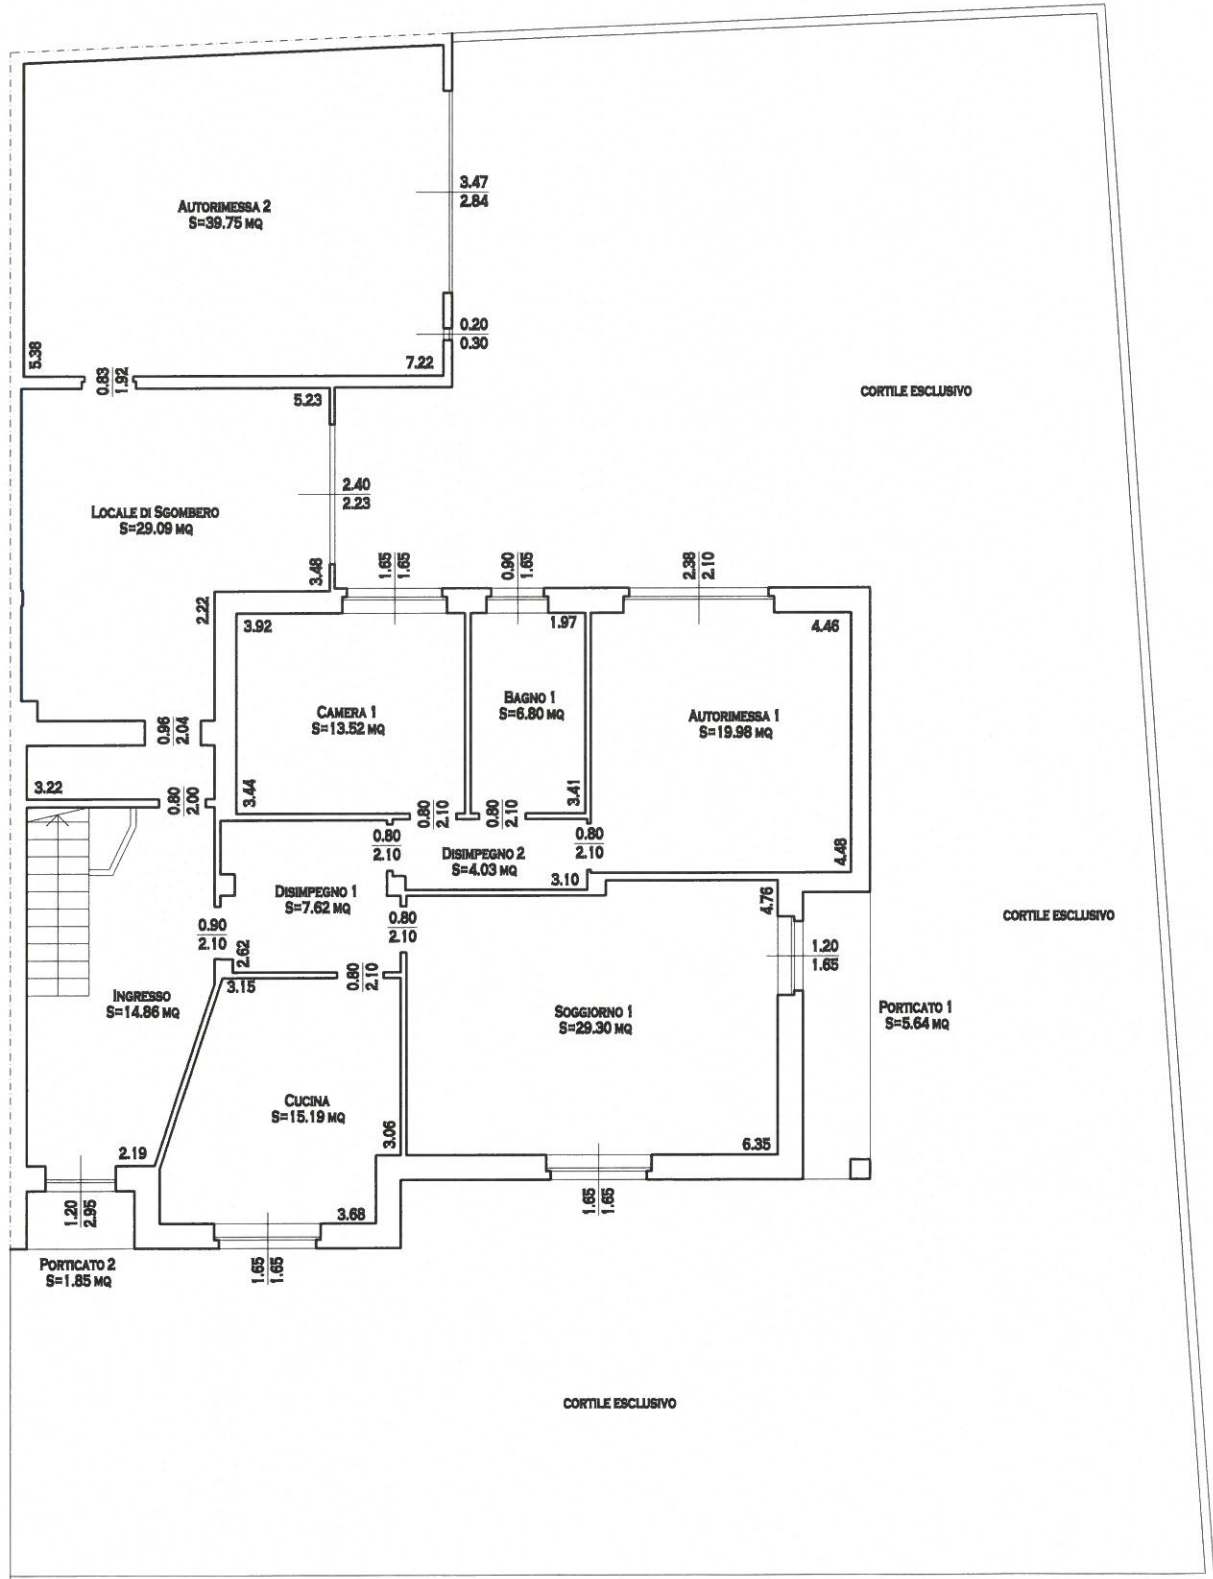 3.47
2.84
AUTORIMESSA 2
S=39.75 MQ
0.20
0.30
5.38
7.22
0.83
1.92
5.23
CORTILE ESCLUSIVO
2.40
2.23
LOCALE DI SGOMBERO
S=29.09 MQ
3.48
1.65
1.65
0.90
1.65
2.38
2.10
2.22
3.92
1.97
4.46
CAMERA 1
S=13.52 MQ
BAGNO 1
S=6.80 MQ
AUTORIMESSA 1
S=19.98 MQ
0.96
2.04
3.22
0.80
2.00
3.44
0.80
2.10
0.80
2.10
3.41
0.80
2.10
DISIMPEGNO 2
S=4.03 MQ
0.80
2.10
3.10
4.48
4.76
DISIMPEGNO 1
S=7.62 MQ
0.90
2.10
2.62
0.80
2.10
CORTILE ESCLUSIVO
1.20
1.65
0.80
2.10
3.15
INGRESSO
S=14.86 MQ
SOGGIORNO 1
S=29.30 MQ
PORTICATO 1
S=5.64 MQ
CUCINA
S=15.19 MQ
3.06
6.35
2.19
1.20
2.95
3.68
1.65
1.65
1.65
1.65
PORTICATO 2
S=1.85 MQ
CORTILE ESCLUSIVO